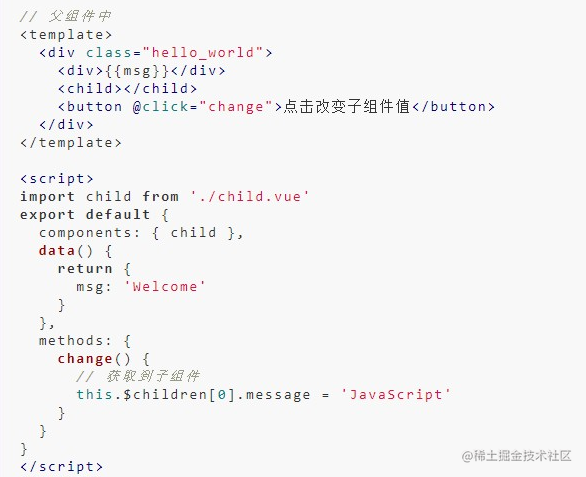 // 父组件中
<template>
  <div class="hello_world">
    <div>{{msg}}</div>
    <child></child>
    <button @click="change">点击改变子组件值</button>
  </div>
</template>

<script>
import child from './child.vue'
export default {
  components: { child },
  data() {
    return {
      msg: 'Welcome'
    }
  },
  methods: {
    change() {
      // 获取到子组件
      this.$children[0].message = 'JavaScript'
    }
  }
}
</script>
@稀土掘金技术社区